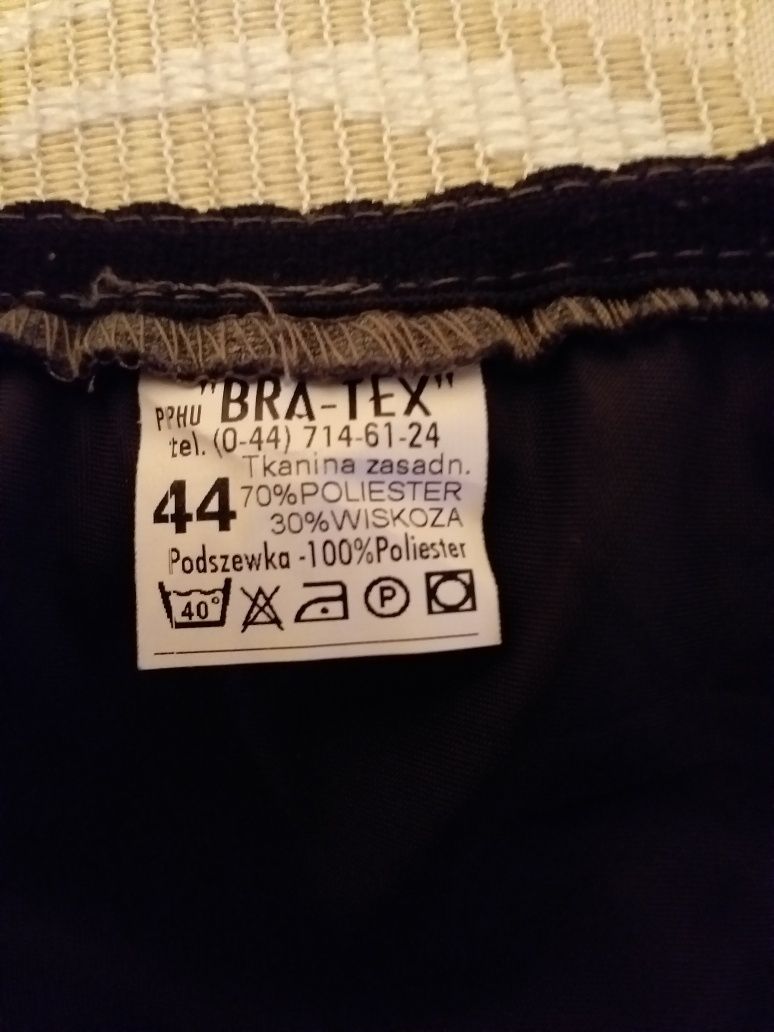 PPHU "BRA-TEX"
tel. (0-44) 714-61-24
Tkanina zasadn.
44 70%POLIESTER
30%WISKOZA
Podszewka -100%Poliester
40° P